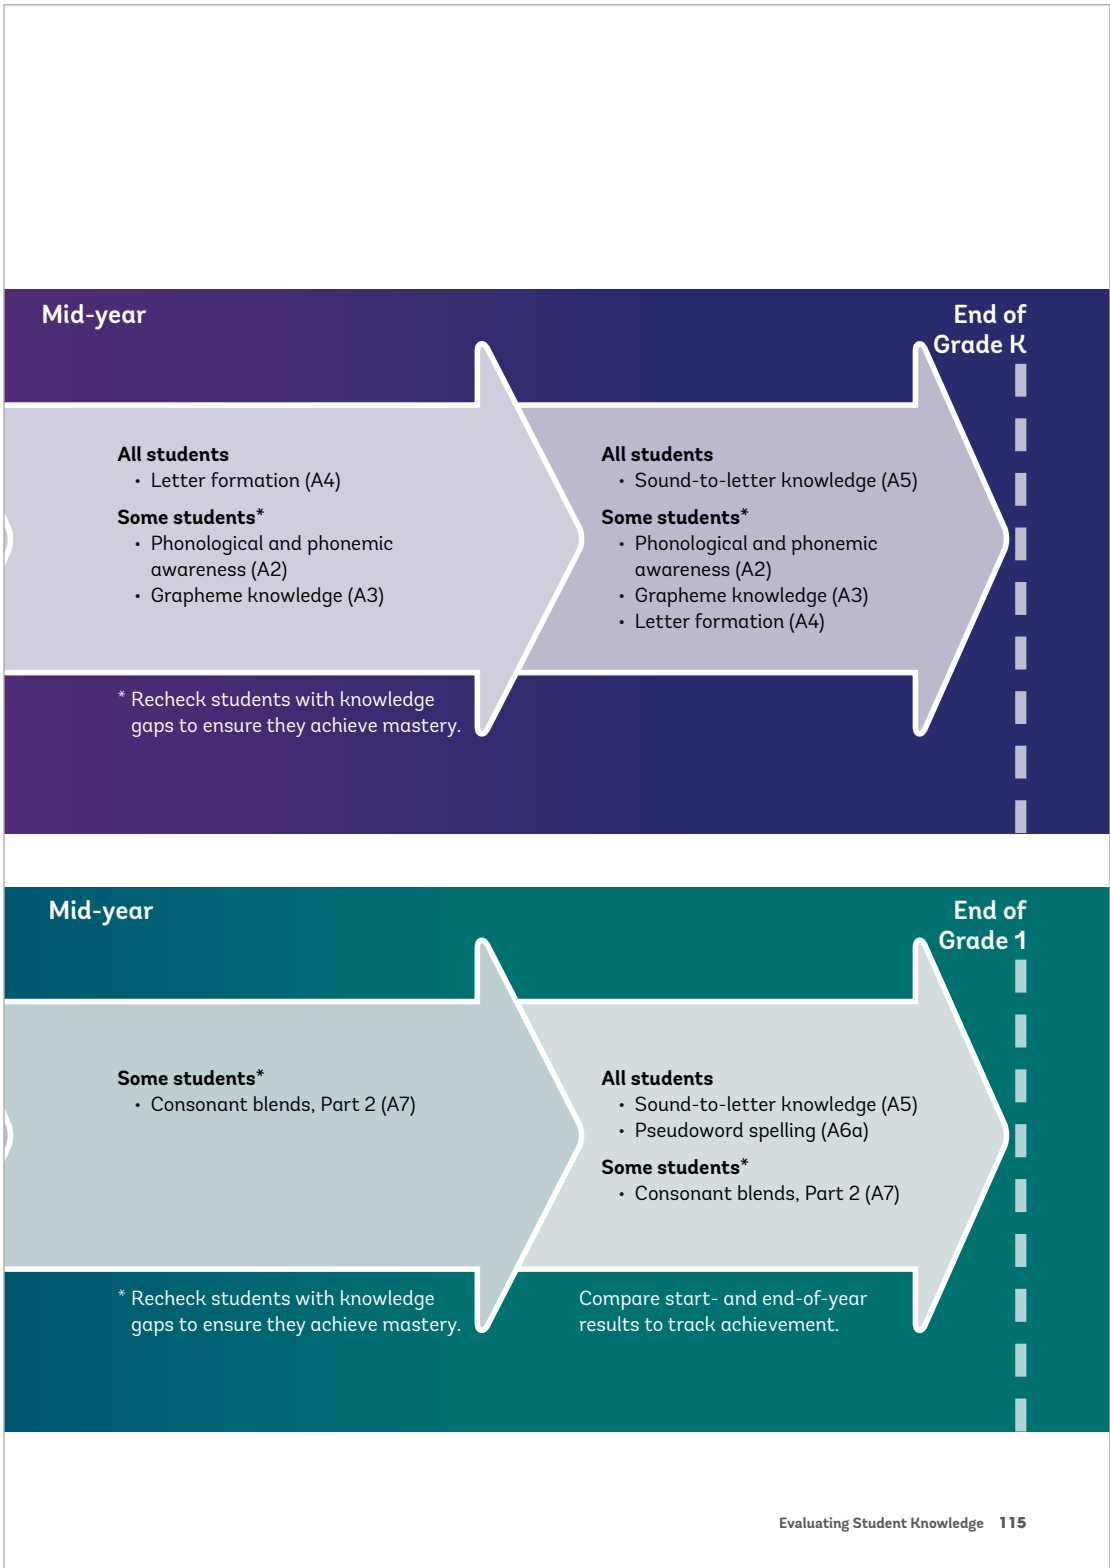 Mid-year
End of
Grade K
All students
• Letter formation (A4)
Some students*
• Phonological and phonemic
awareness (A2)
• Grapheme knowledge (A3)
* Recheck students with knowledge
gaps to ensure they achieve mastery.
All students
• Sound-to-letter knowledge (A5)
Some students*
• Phonological and phonemic
awareness (A2)
• Grapheme knowledge (A3)
• Letter formation (A4)
Mid-year
End of
Grade 1
Some students*
• Consonant blends, Part 2 (A7)
* Recheck students with knowledge
gaps to ensure they achieve mastery.
All students
• Sound-to-letter knowledge (A5)
• Pseudoword spelling (A6a)
Some students*
• Consonant blends, Part 2 (A7)
Compare start- and end-of-year
results to track achievement.
Evaluating Student Knowledge 115